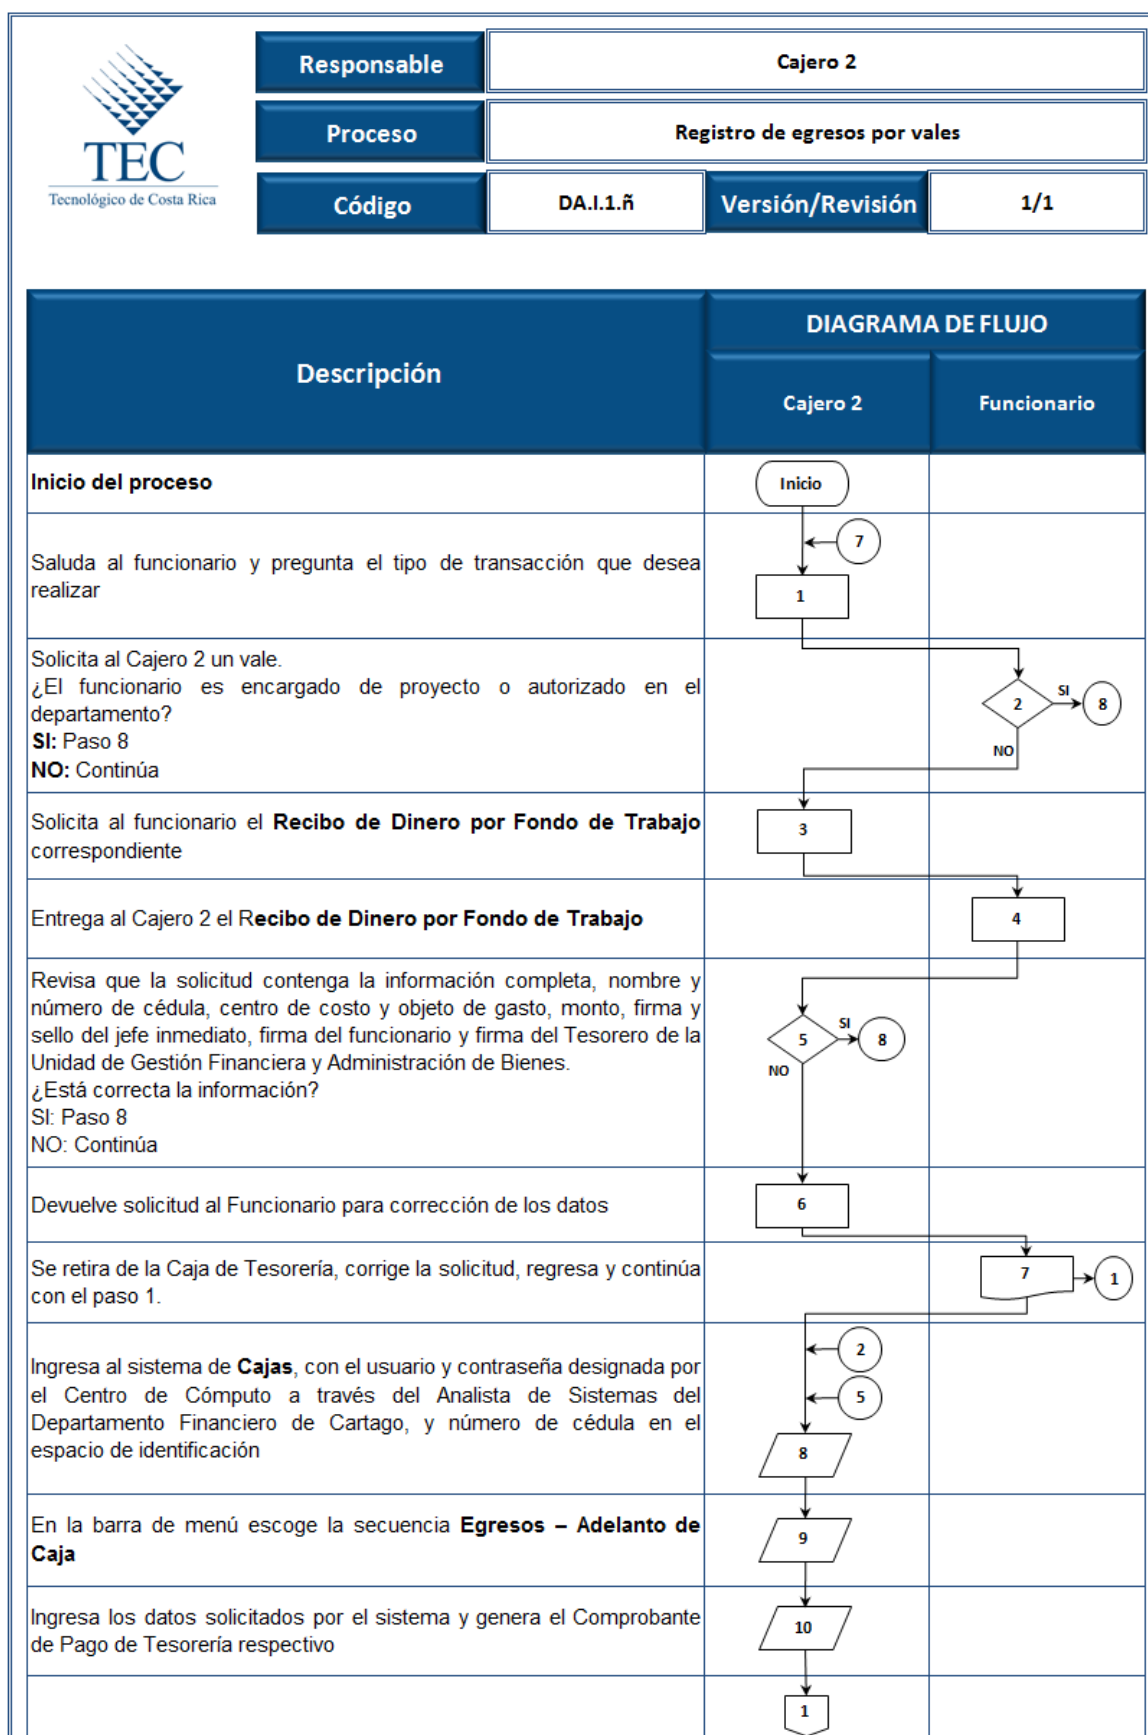 TEC
Tecnológico de Costa Rica
Responsable
Cajero 2
Proceso
Registro de egresos por vales
Código
DA.I.1.ñ
Versión/Revisión
1/1
Descripción
DIAGRAMA DE FLUJO
Cajero 2
Funcionario
Inicio del proceso
Inicio
Saluda al funcionario y pregunta el tipo de transacción que desea
realizar
7
1
Solicita al Cajero 2 un vale.
¿El funcionario es encargado de proyecto o autorizado en el
departamento?
SI: Paso 8
NO: Continúa
2
SI
8
NO
Solicita al funcionario el Recibo de Dinero por Fondo de Trabajo
correspondiente
3
Entrega al Cajero 2 el Recibo de Dinero por Fondo de Trabajo
4
Revisa que la solicitud contenga la información completa, nombre y
número de cédula, centro de costo y objeto de gasto, monto, firma y
sello del jefe inmediato, firma del funcionario y firma del Tesorero de la
Unidad de Gestión Financiera y Administración de Bienes.
¿Está correcta la información?
SI: Paso 8
NO: Continúa
5
SI
8
NO
Devuelve solicitud al Funcionario para corrección de los datos
6
Se retira de la Caja de Tesorería, corrige la solicitud, regresa y continúa
con el paso 1.
7
1
Ingresa al sistema de Cajas, con el usuario y contraseña designada por
el Centro de Cómputo a través del Analista de Sistemas del
Departamento Financiero de Cartago, y número de cédula en el
espacio de identificación
2
5
8
En la barra de menú escoge la secuencia Egresos – Adelanto de
Caja
9
Ingresa los datos solicitados por el sistema y genera el Comprobante
de Pago de Tesorería respectivo
10
1